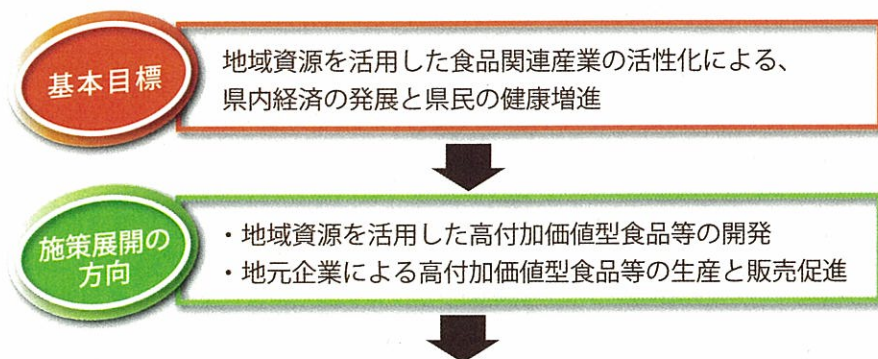 基本目標
地域資源を活用した食品関連産業の活性化による、
県内経済の発展と県民の健康増進
施策展開の
方向
・地域資源を活用した高付加価値型食品等の開発
・地元企業による高付加価値型食品等の生産と販売促進